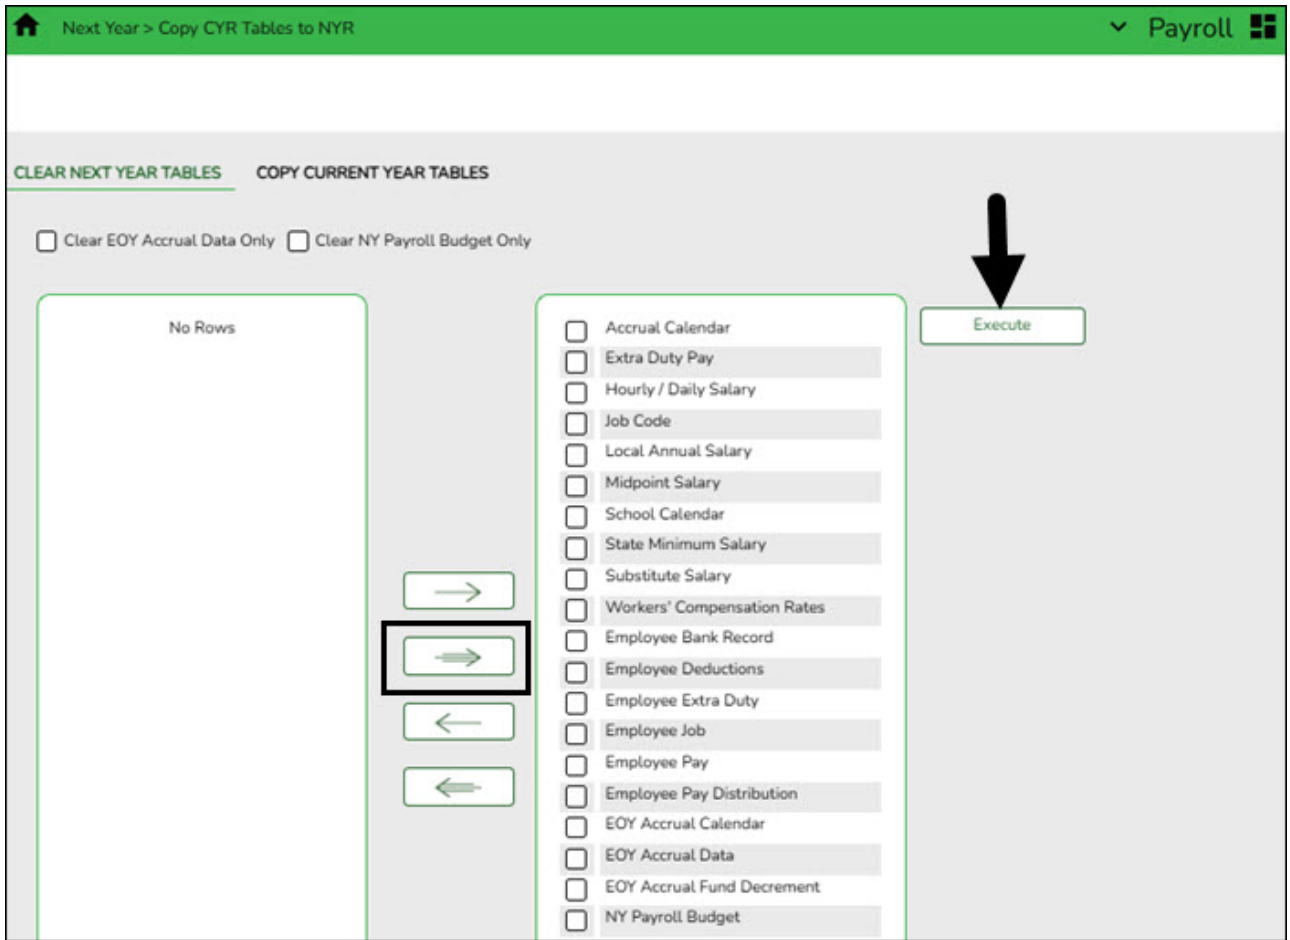 Next Year > Copy CYR Tables to NYR
Payroll
CLEAR NEXT YEAR TABLES
COPY CURRENT YEAR TABLES
Clear EOY Accrual Data Only
Clear NY Payroll Budget Only
No Rows
Accrual Calendar
Extra Duty Pay
Hourly / Daily Salary
Job Code
Local Annual Salary
Midpoint Salary
School Calendar
State Minimum Salary
Substitute Salary
Workers' Compensation Rates
Employee Bank Record
Employee Deductions
Employee Extra Duty
Employee Job
Employee Pay
Employee Pay Distribution
EOY Accrual Calendar
EOY Accrual Data
EOY Accrual Fund Decrement
NY Payroll Budget
Execute